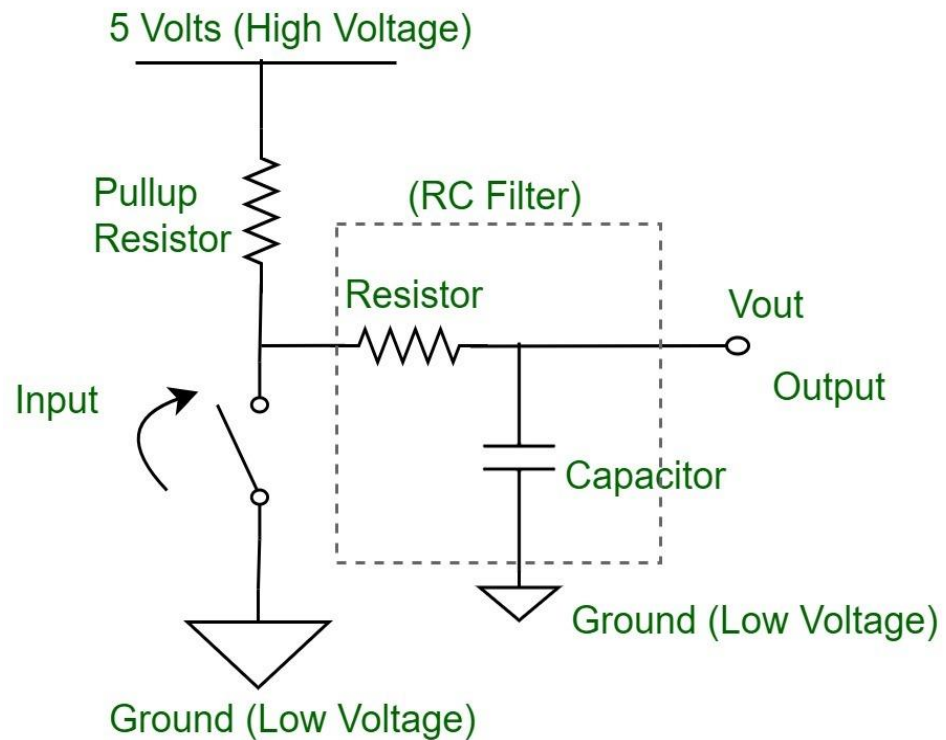 5 Volts (High Voltage)
Pullup
Resistor
(RC Filter)
Resistor
Vout
Input
Output
Capacitor
Ground (Low Voltage)
Ground (Low Voltage)